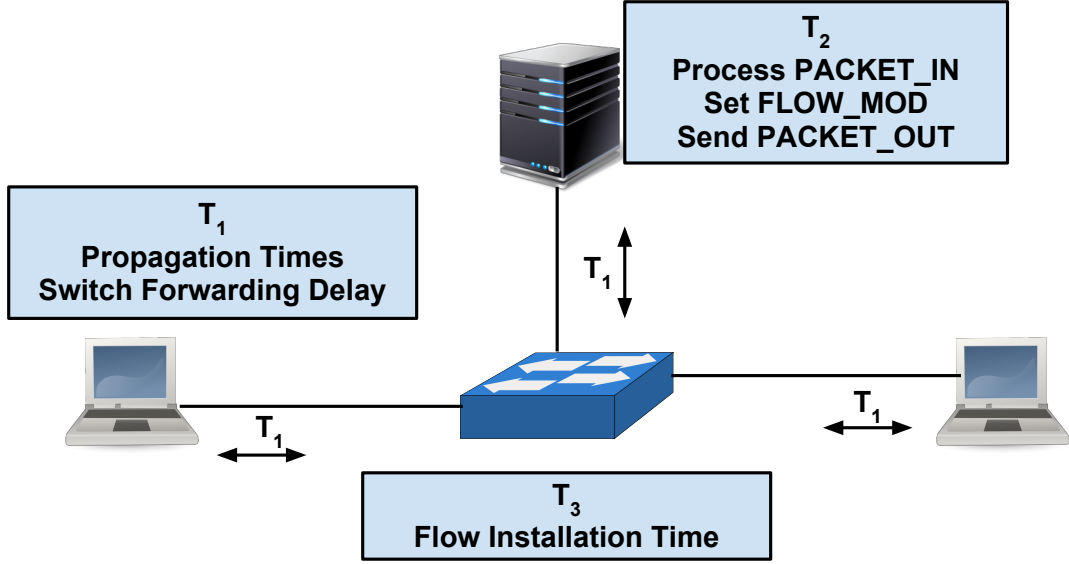 T2
Process PACKET_IN
Set FLOW_MOD
Send PACKET_OUT
T1
Propagation Times
Switch Forwarding Delay
T1
T1
T1
T3
Flow Installation Time